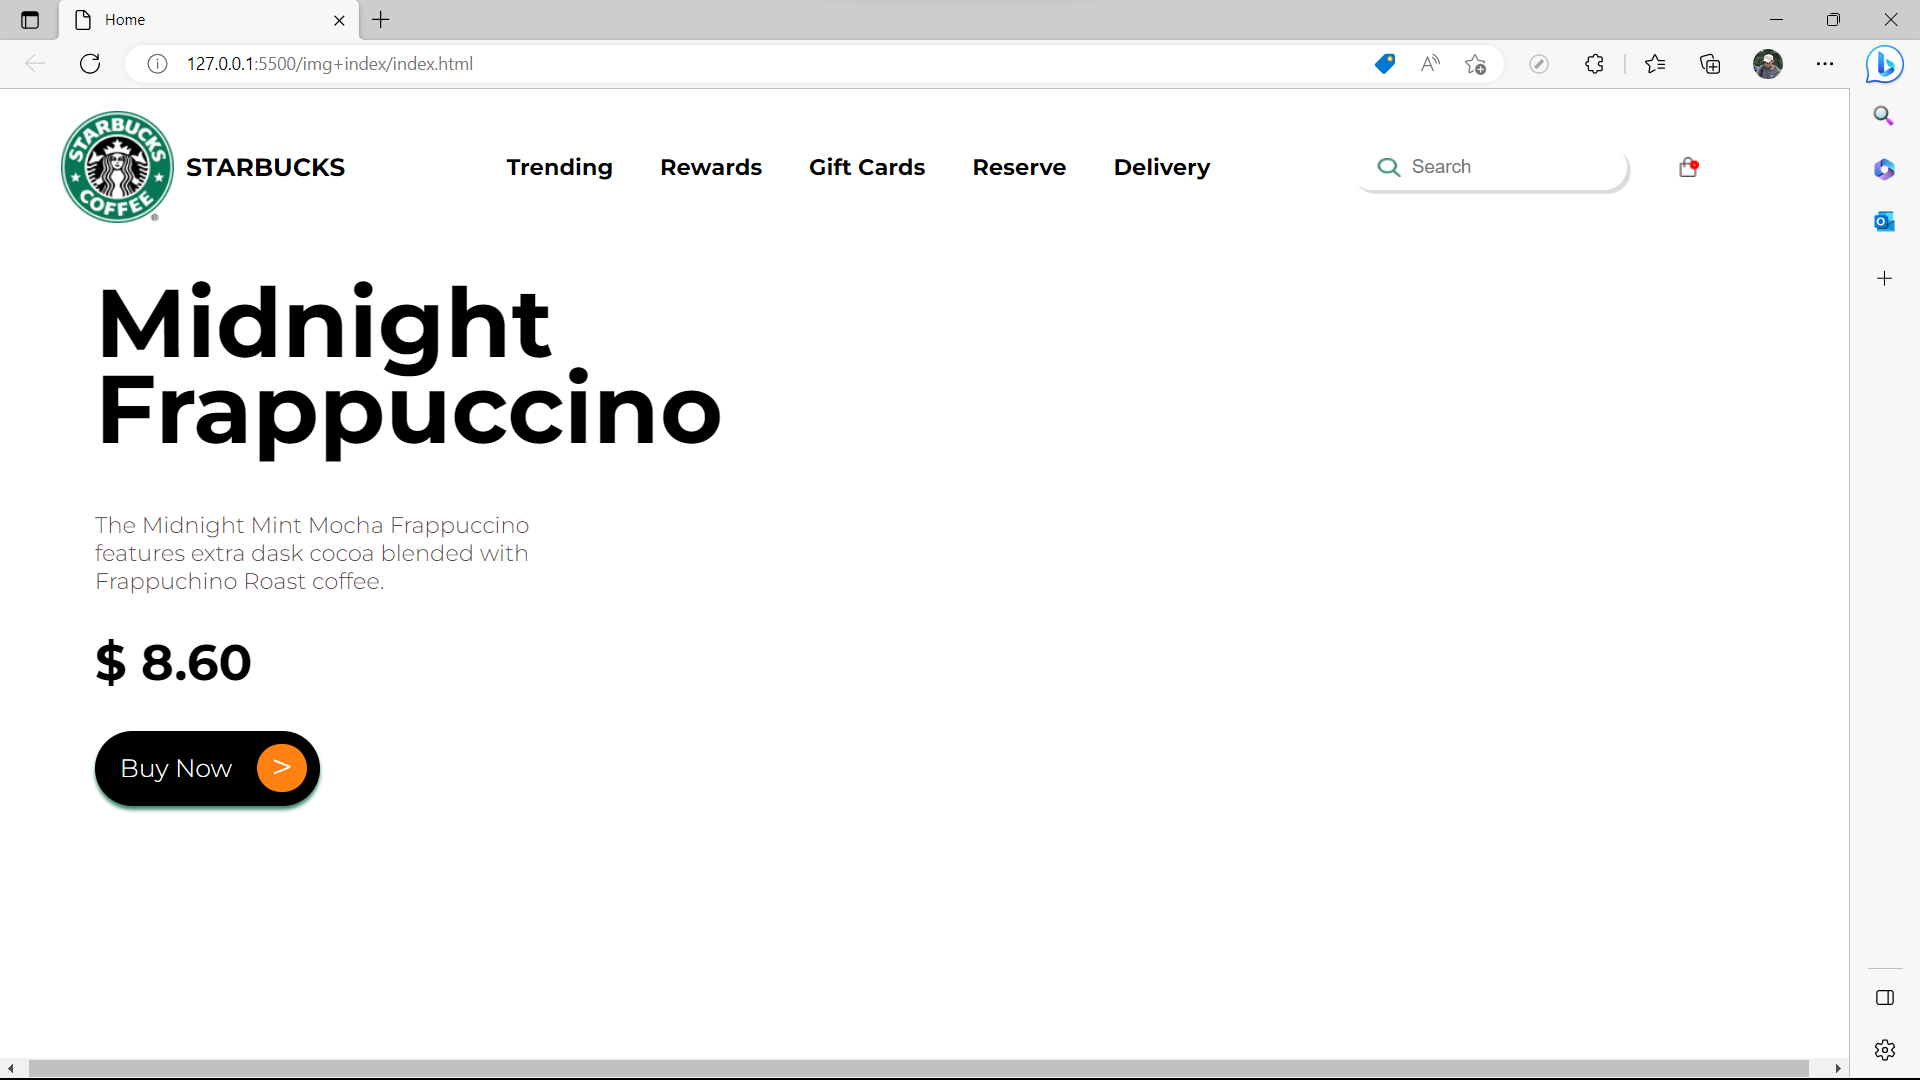 Home
127.0.0.1:5500/img+index/index.html
STARBUCKS
COFFEE
®
STARBUCKS
Trending
Rewards
Gift Cards
Reserve
Delivery
Search
Midnight
Frappuccino
The Midnight Mint Mocha Frappuccino
features extra dask cocoa blended with
Frappuchino Roast coffee.
$ 8.60
Buy Now >